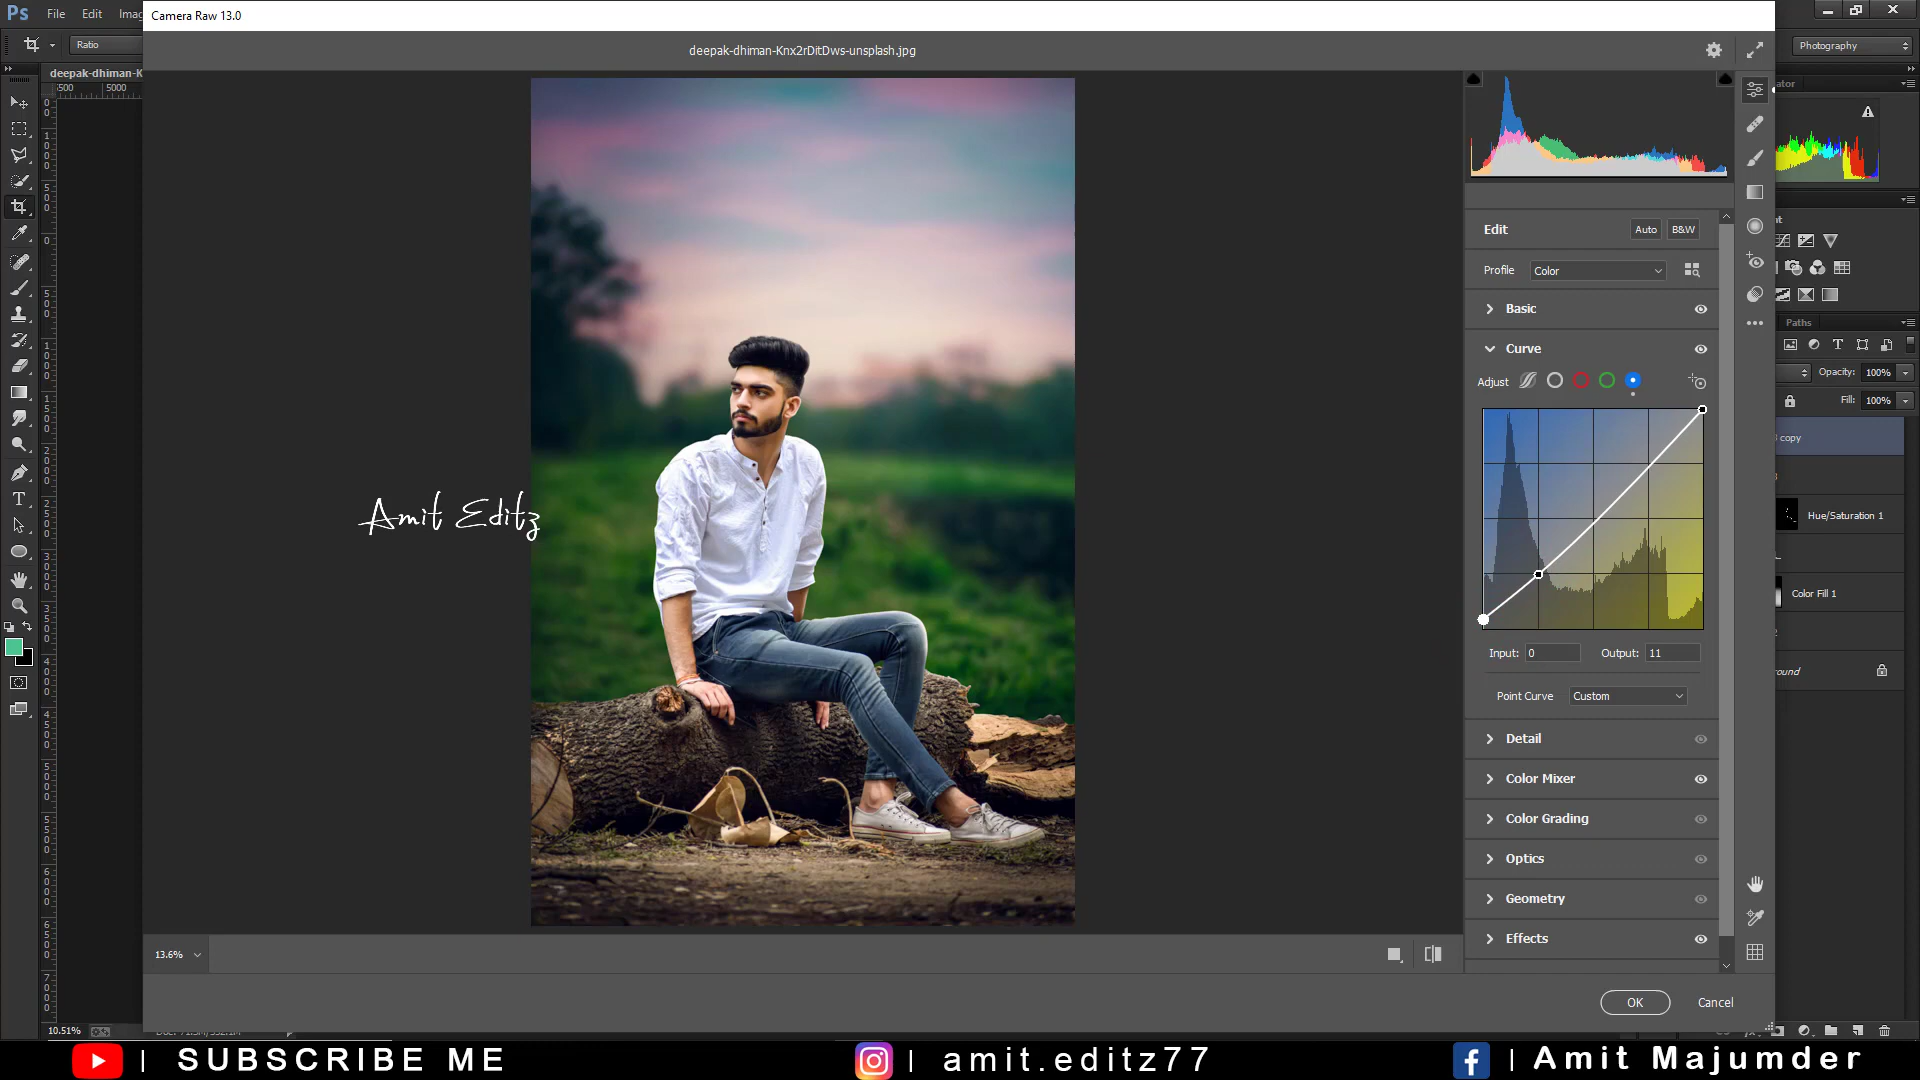 Ps File Edit Imag
Camera Raw 13.0
Ratio
deepak-dhiman-Knx2rDitDws-unsplash.jpg
Photography
deepak-dhiman-K
5000
Edit Auto B&W
Profile Color
Basic
Curve
Paths
Adjust
Opacity: 100%
Fill: 100%
copy
Hue/Saturation 1
Color Fill 1
Amit Editz
Input: 0 Output: 11
Point Curve Custom
Detail
Color Mixer
Color Grading
Optics
Geometry
Effects
13.6%
OK Cancel
10.51%
| SUBSCRIBE ME
| amit.editz77
f | Amit Majumder